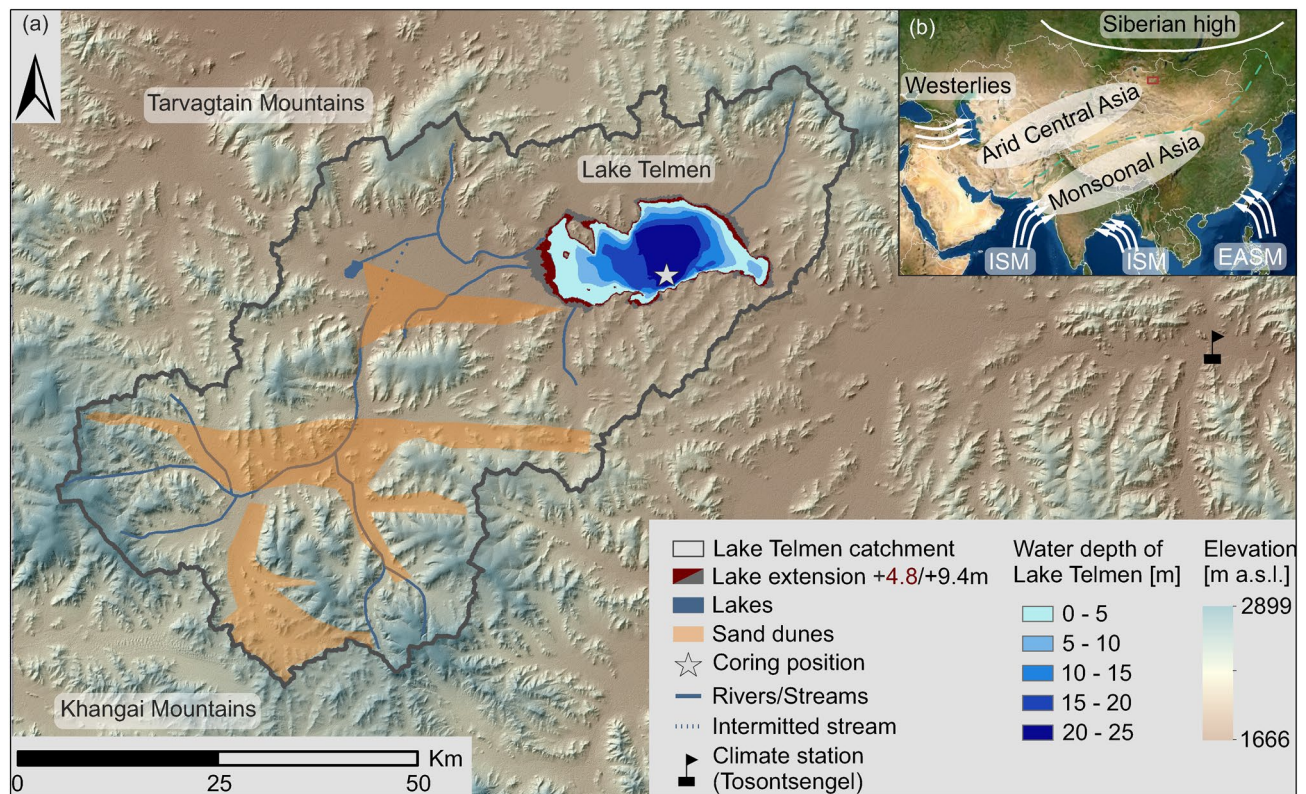 (a)
Tarvagtain Mountains
Lake Telmen
Khangai Mountains
0
25
50
Km
(b)
Siberian high
Westerlies
Arid Central Asia
Monsoonal Asia
ISM
ISM
EASM
Lake Telmen catchment
Lake extension +4.8/+9.4m
Lakes
Sand dunes
Coring position
Rivers/Streams
Intermitted stream
Climate station
(Tosontsengel)
Water depth of
Lake Telmen [m]
0 - 5
5 - 10
10 - 15
15 - 20
20 - 25
Elevation
[m a.s.l.]
2899
1666